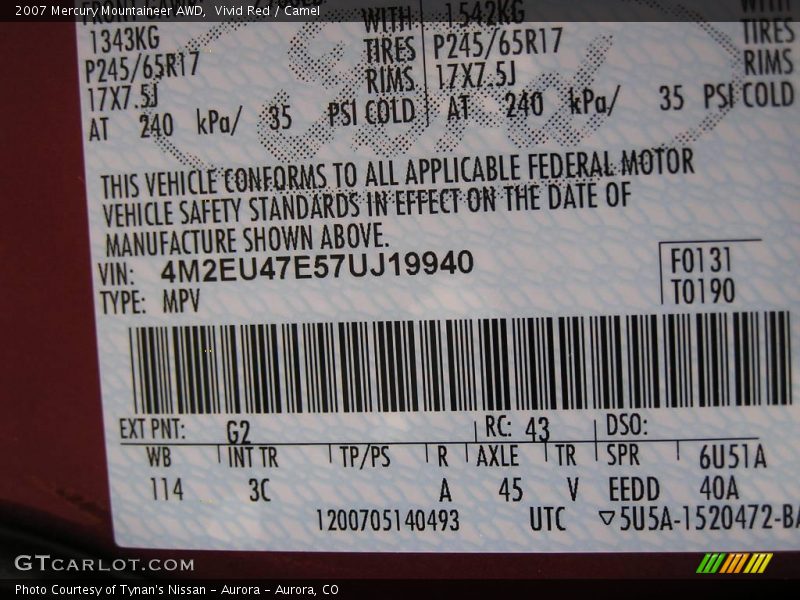 2007 Mercury Mountaineer AWD, Vivid Red / Camel
1343KG WITH 1542KG WITH
P245/65R17 TIRES P245/65R17 TIRES
17X7.5J RIMS 17X7.5J RIMS
AT 240 kPa/ 35 PSI COLD AT 240 kPa/ 35 PSI COLD
THIS VEHICLE CONFORMS TO ALL APPLICABLE FEDERAL MOTOR
VEHICLE SAFETY STANDARDS IN EFFECT ON THE DATE OF
MANUFACTURE SHOWN ABOVE.
VIN: 4M2EU47E57UJ19940 F0131
TYPE: MPV T0190
EXT PNT: G2 RC: 43 DSO:
WB INT TR TP/PS R AXLE TR SPR 6U51A
114 3C A 45 V EEDD 40A
1200705140493 UTC ▽5U5A-1520472-BA
GTCARLOT.COM
Photo Courtesy of Tynan's Nissan - Aurora - Aurora, CO